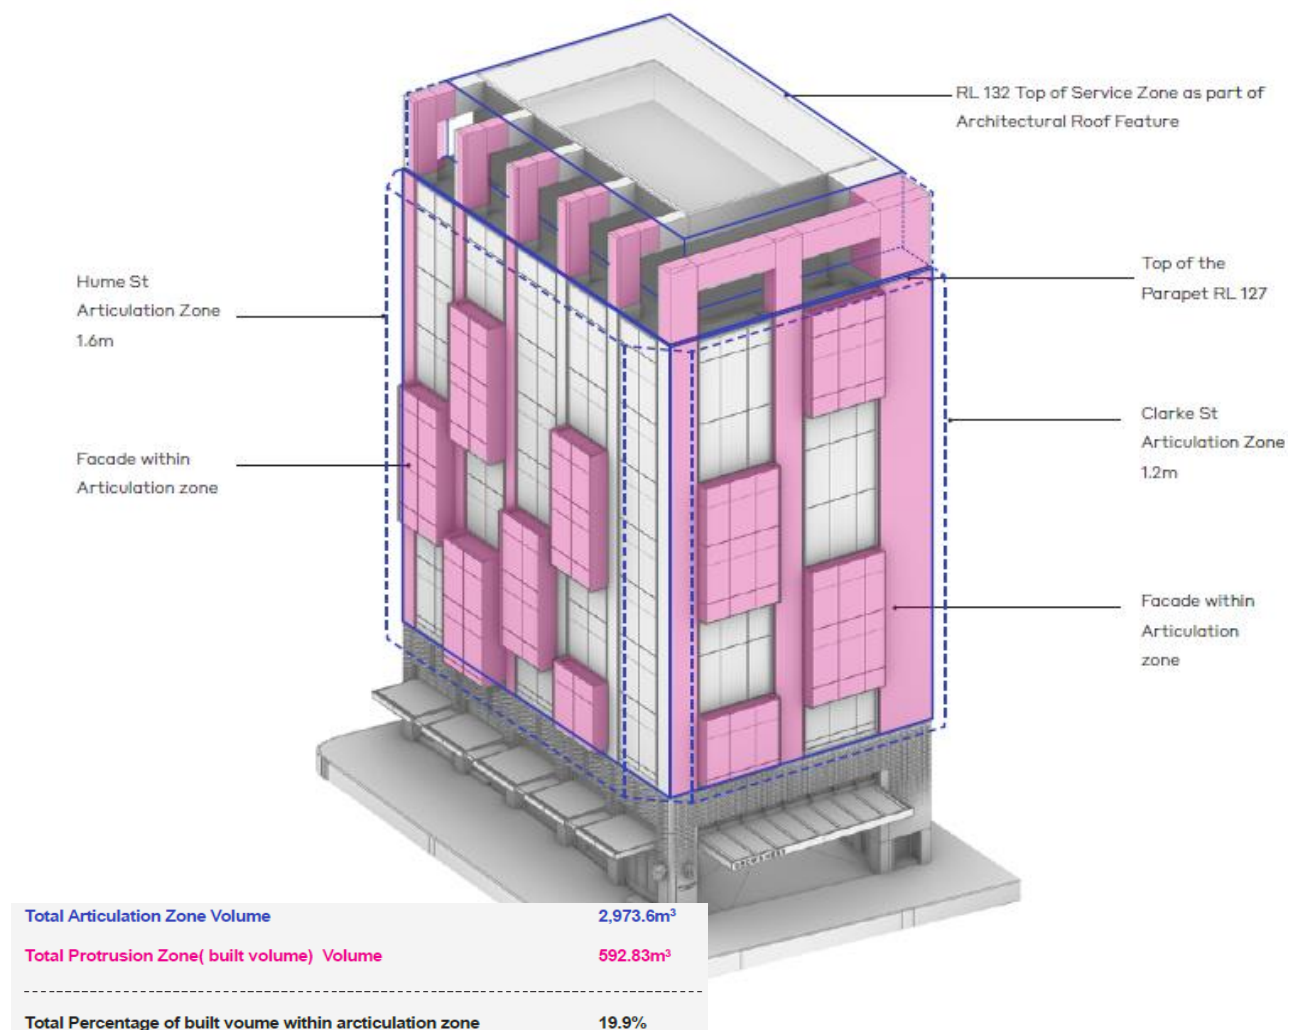 RL 132 Top of Service Zone as part of
Architectural Roof Feature
Top of the
Parapet RL 127
Hume St
Articulation Zone
1.6m
Clarke St
Articulation Zone
1.2m
Facade within
Articulation zone
Facade within
Articulation
zone
Total Articulation Zone Volume 2,973.6m³
Total Protrusion Zone( built volume) Volume 592.83m³
Total Percentage of built voume within arcticulation zone 19.9%